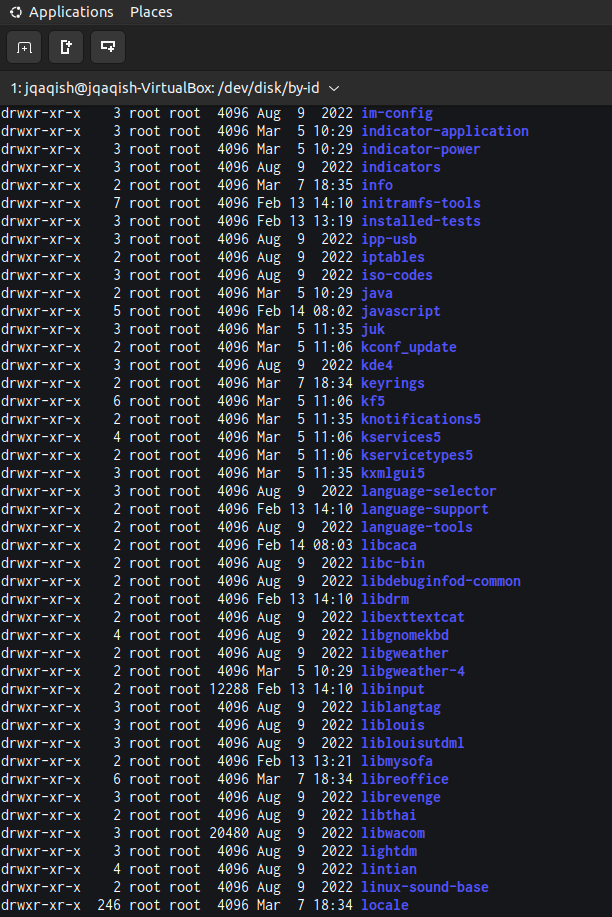 Applications Places
1: jqaqish@jqaqish-VirtualBox: /dev/disk/by-id
drwxr-xr-x 3 root root 4096 Aug 9 2022 im-config
drwxr-xr-x 3 root root 4096 Mar 5 10:29 indicator-application
drwxr-xr-x 3 root root 4096 Mar 5 10:29 indicator-power
drwxr-xr-x 3 root root 4096 Aug 9 2022 indicators
drwxr-xr-x 2 root root 4096 Mar 7 18:35 info
drwxr-xr-x 7 root root 4096 Feb 13 14:10 initramfs-tools
drwxr-xr-x 3 root root 4096 Feb 13 13:19 installed-tests
drwxr-xr-x 3 root root 4096 Aug 9 2022 ipp-usb
drwxr-xr-x 2 root root 4096 Aug 9 2022 iptables
drwxr-xr-x 3 root root 4096 Aug 9 2022 iso-codes
drwxr-xr-x 2 root root 4096 Mar 5 10:29 java
drwxr-xr-x 5 root root 4096 Feb 14 08:02 javascript
drwxr-xr-x 3 root root 4096 Mar 5 11:35 juk
drwxr-xr-x 2 root root 4096 Mar 5 11:06 kconf_update
drwxr-xr-x 3 root root 4096 Aug 9 2022 kde4
drwxr-xr-x 2 root root 4096 Mar 7 18:34 keyrings
drwxr-xr-x 6 root root 4096 Mar 5 11:06 kf5
drwxr-xr-x 2 root root 4096 Mar 5 11:35 knotifications5
drwxr-xr-x 4 root root 4096 Mar 5 11:06 kservices5
drwxr-xr-x 2 root root 4096 Mar 5 11:06 kservicetypes5
drwxr-xr-x 3 root root 4096 Mar 5 11:35 kxmlgui5
drwxr-xr-x 3 root root 4096 Aug 9 2022 language-selector
drwxr-xr-x 2 root root 4096 Feb 13 14:10 language-support
drwxr-xr-x 2 root root 4096 Aug 9 2022 language-tools
drwxr-xr-x 2 root root 4096 Feb 14 08:03 libcaca
drwxr-xr-x 2 root root 4096 Aug 9 2022 libc-bin
drwxr-xr-x 2 root root 4096 Aug 9 2022 libdebuginfod-common
drwxr-xr-x 2 root root 4096 Feb 13 14:10 libdrm
drwxr-xr-x 2 root root 4096 Aug 9 2022 libexttextcat
drwxr-xr-x 4 root root 4096 Aug 9 2022 libgnomekbd
drwxr-xr-x 2 root root 4096 Aug 9 2022 libgweather
drwxr-xr-x 2 root root 4096 Mar 5 10:29 libgweather-4
drwxr-xr-x 2 root root 12288 Feb 13 14:10 libinput
drwxr-xr-x 3 root root 4096 Aug 9 2022 liblangtag
drwxr-xr-x 3 root root 4096 Aug 9 2022 liblouis
drwxr-xr-x 3 root root 4096 Aug 9 2022 liblouisutdml
drwxr-xr-x 2 root root 4096 Feb 13 13:21 libmysofa
drwxr-xr-x 6 root root 4096 Mar 7 18:34 libreoffice
drwxr-xr-x 3 root root 4096 Aug 9 2022 librevenge
drwxr-xr-x 2 root root 4096 Aug 9 2022 libthai
drwxr-xr-x 3 root root 20480 Aug 9 2022 libwacom
drwxr-xr-x 3 root root 4096 Aug 9 2022 lightdm
drwxr-xr-x 4 root root 4096 Aug 9 2022 lintian
drwxr-xr-x 2 root root 4096 Aug 9 2022 linux-sound-base
drwxr-xr-x 246 root root 4096 Mar 7 18:34 locale